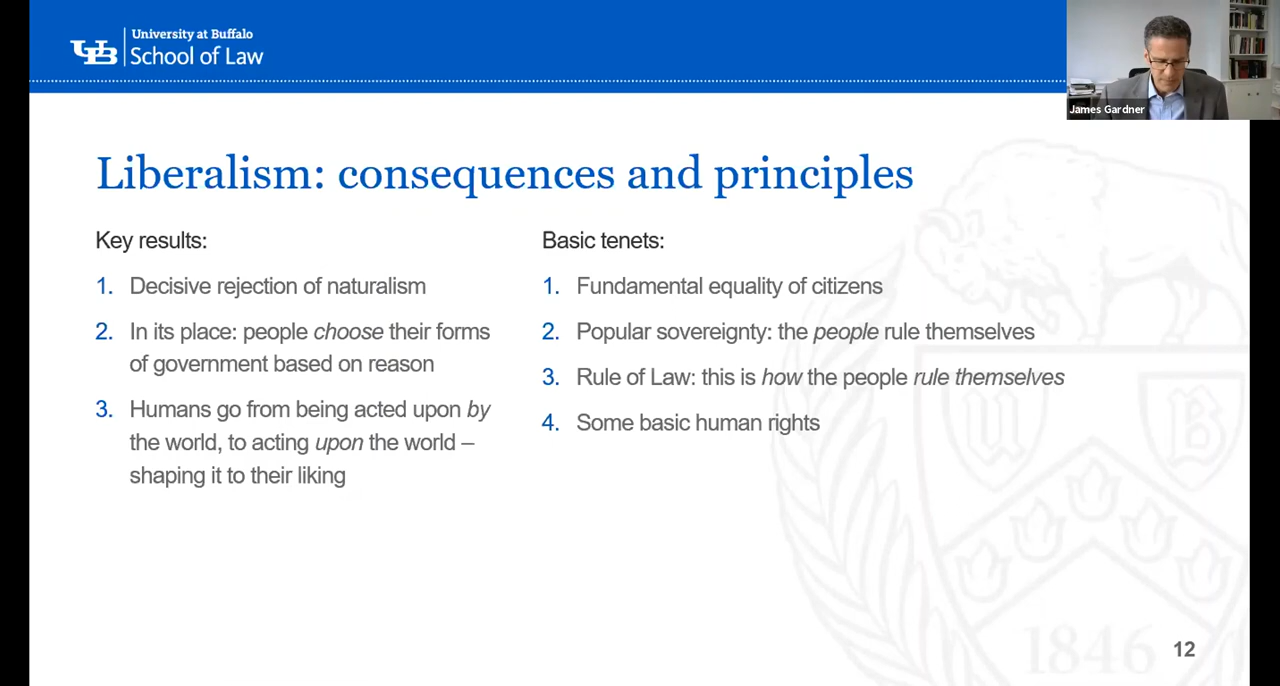 UB
University at Buffalo
School of Law
James Gardner
Liberalism: consequences and principles
Key results:
1. Decisive rejection of naturalism
2. In its place: people choose their forms
of government based on reason
3. Humans go from being acted upon by
the world, to acting upon the world –
shaping it to their liking
Basic tenets:
1. Fundamental equality of citizens
2. Popular sovereignty: the people rule themselves
3. Rule of Law: this is how the people rule themselves
4. Some basic human rights
U B
1846
12